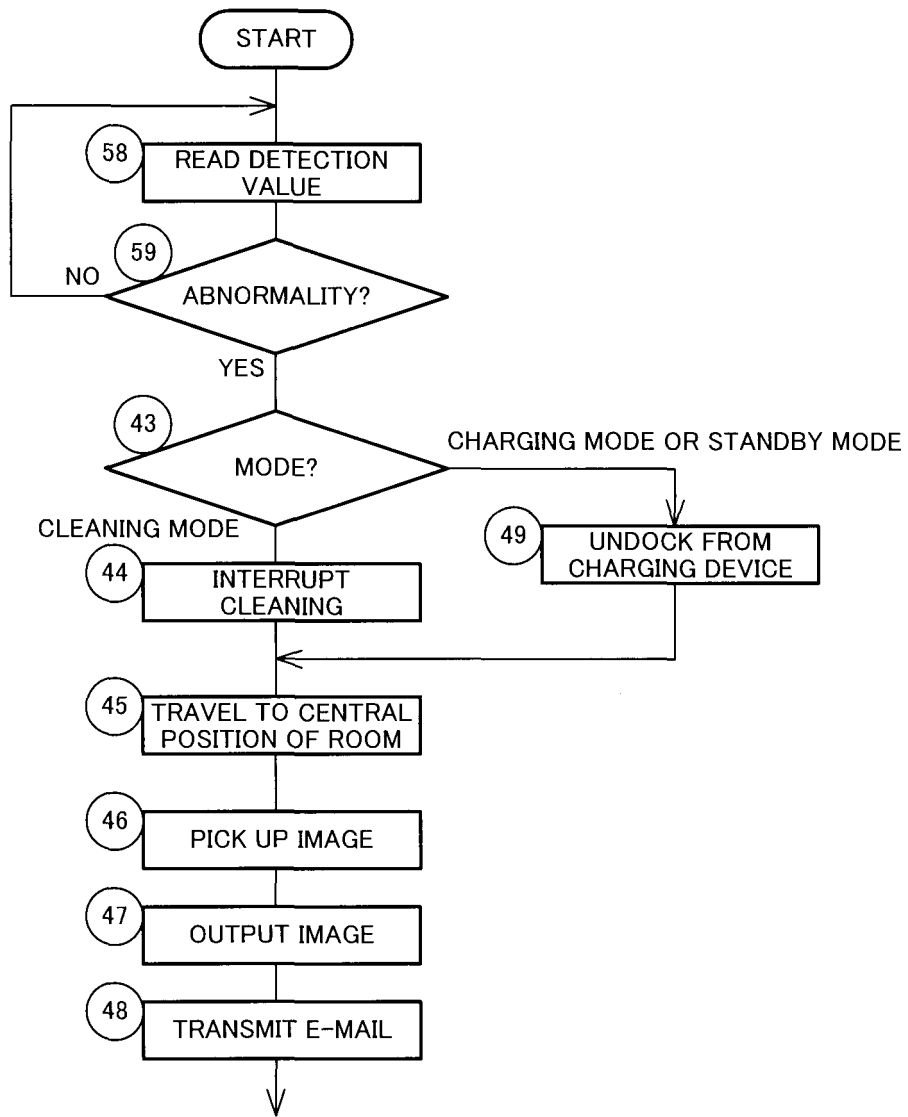 START
58
READ DETECTION
VALUE
59
NO
ABNORMALITY?
YES
43
MODE?
CHARGING MODE OR STANDBY MODE
CLEANING MODE
49
UNDOCK FROM
CHARGING DEVICE
44
INTERRUPT
CLEANING
45
TRAVEL TO CENTRAL
POSITION OF ROOM
46
PICK UP IMAGE
47
OUTPUT IMAGE
48
TRANSMIT E-MAIL